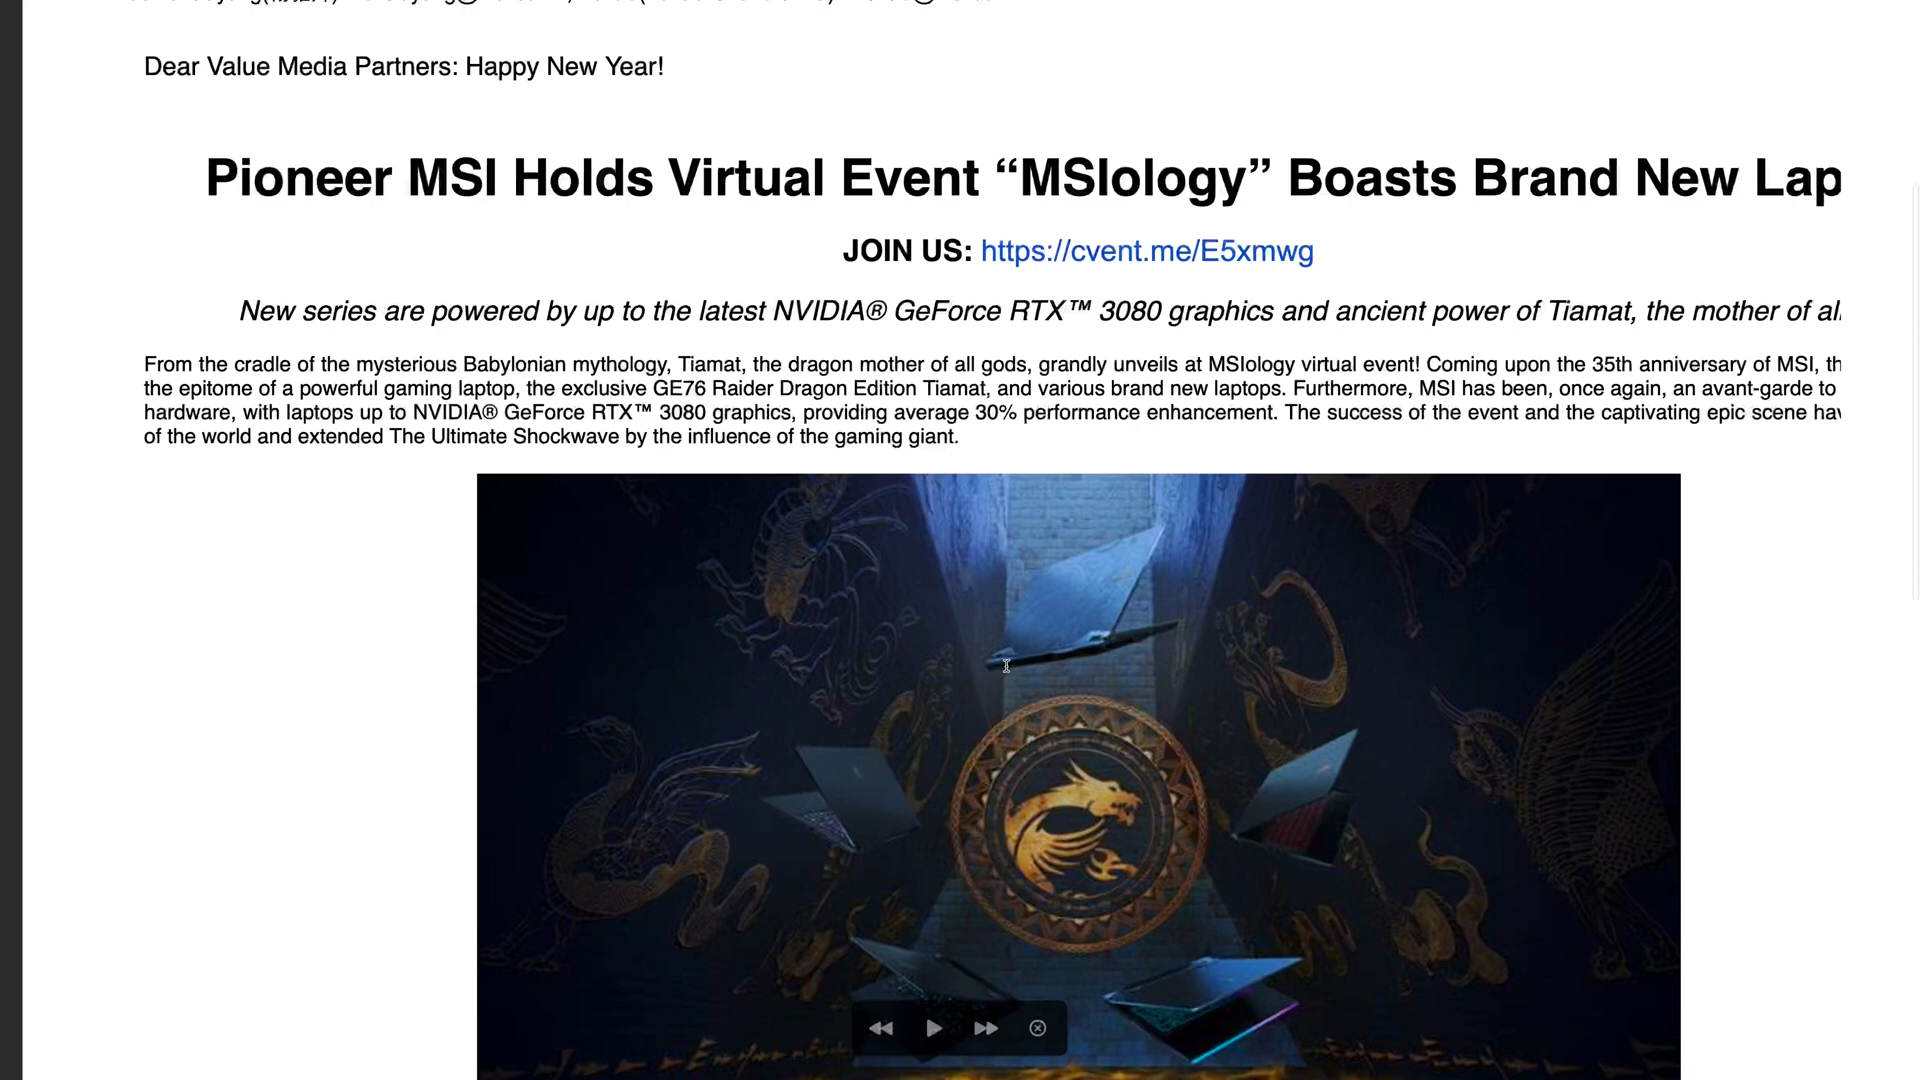 Dear Value Media Partners: Happy New Year!
Pioneer MSI Holds Virtual Event “MSIology” Boasts Brand New Lap
JOIN US: https://cvent.me/E5xmwg
New series are powered by up to the latest NVIDIA® GeForce RTX™ 3080 graphics and ancient power of Tiamat, the mother of all
From the cradle of the mysterious Babylonian mythology, Tiamat, the dragon mother of all gods, grandly unveils at MSIology virtual event! Coming upon the 35th anniversary of MSI, th
the epitome of a powerful gaming laptop, the exclusive GE76 Raider Dragon Edition Tiamat, and various brand new laptops. Furthermore, MSI has been, once again, an avant-garde to
hardware, with laptops up to NVIDIA® GeForce RTX™ 3080 graphics, providing average 30% performance enhancement. The success of the event and the captivating epic scene hav
of the world and extended The Ultimate Shockwave by the influence of the gaming giant.